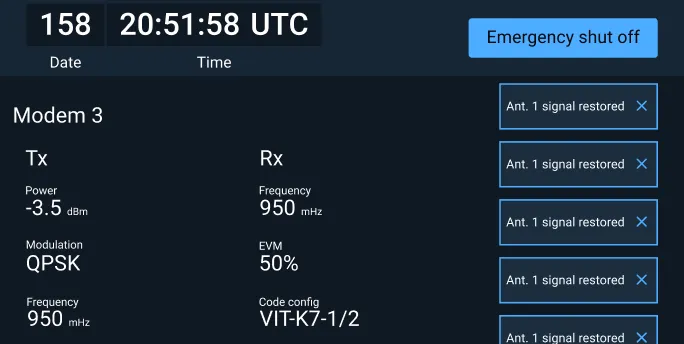 158 20:51:58 UTC
Date Time
Emergency shut off
Modem 3
Tx
Power
-3.5 dBm
Modulation
QPSK
Frequency
950 mHz
Rx
Frequency
950 mHz
EVM
50%
Code config
VIT-K7-1/2
Ant. 1 signal restored
Ant. 1 signal restored
Ant. 1 signal restored
Ant. 1 signal restored
Ant. 1 signal restored